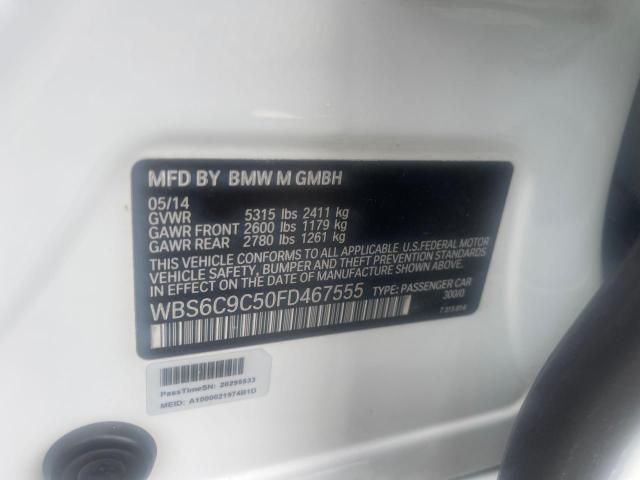 MFD BY BMW M GMBH
05/14
GVWR 5315 lbs 2411 kg
GAWR FRONT 2600 lbs 1179 kg
GAWR REAR 2780 lbs 1261 kg
THIS VEHICLE CONFORMS TO ALL APPLICABLE U.S. FEDERAL MOTOR
VEHICLE SAFETY, BUMPER AND THEFT PREVENTION STANDARDS
IN EFFECT ON THE DATE OF MANUFACTURE SHOWN ABOVE.
WBS6C9C50FD467555 TYPE: PASSENGER CAR
300/0
PassTimeSN: 20295533
MEID: A1000021974B1D